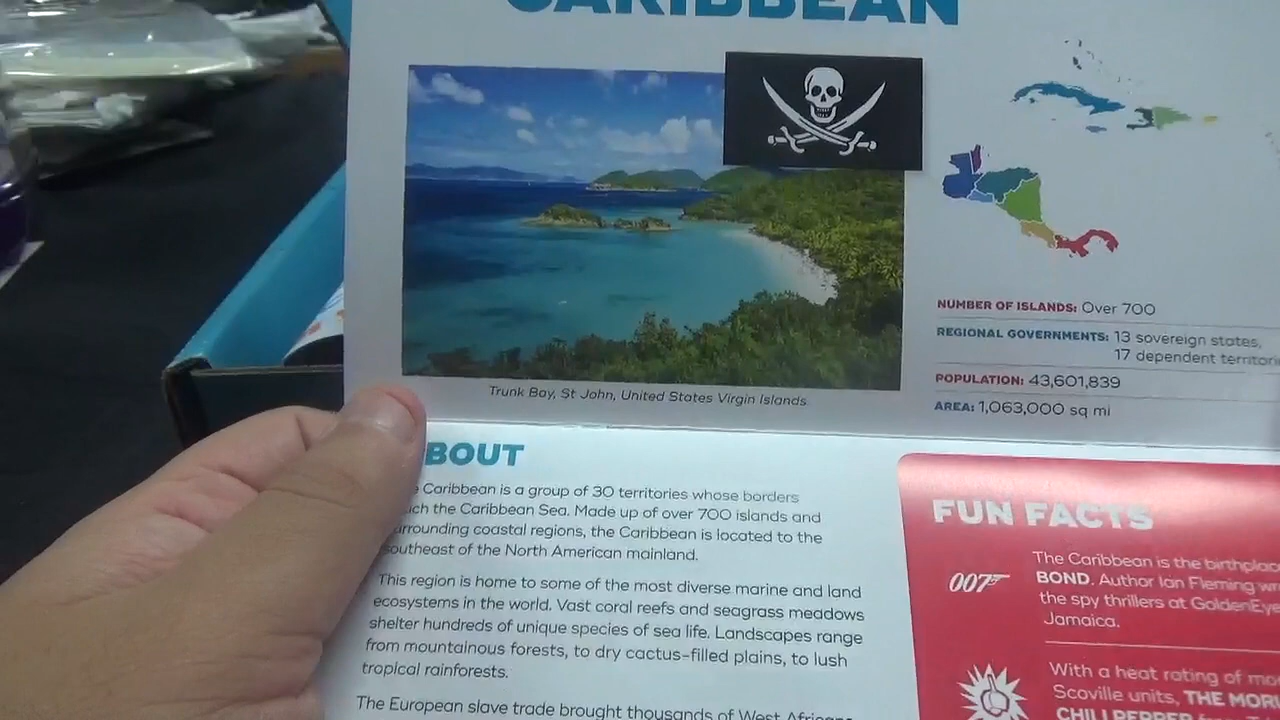 CARIBBEAN
NUMBER OF ISLANDS: Over 700
REGIONAL GOVERNMENTS: 13 sovereign states,
17 dependent
POPULATION: 43,601,839
AREA: 1,063,000 sq mi
Trunk Bay, St John, United States Virgin Islands
BOUT
Caribbean is a group of 30 territories whose borders
the Caribbean Sea. Made up of over 700 islands and
surrounding coastal regions, the Caribbean is located to the
southeast of the North American mainland.
This region is home to some of the most diverse marine and land
ecosystems in the world. Vast coral reefs and seagrass meadows
shelter hundreds of unique species of sea life. Landscapes range
from mountainous forests, to dry cactus-filled plains, to lush
tropical rainforests.
The European slave trade brought thousands of West
FUN FACTS
007
The Caribbean is the
BOND. Author Ian Fleming
the spy thrillers at GoldenEye
Jamaica.
With a heat rating of
Scoville units, THE